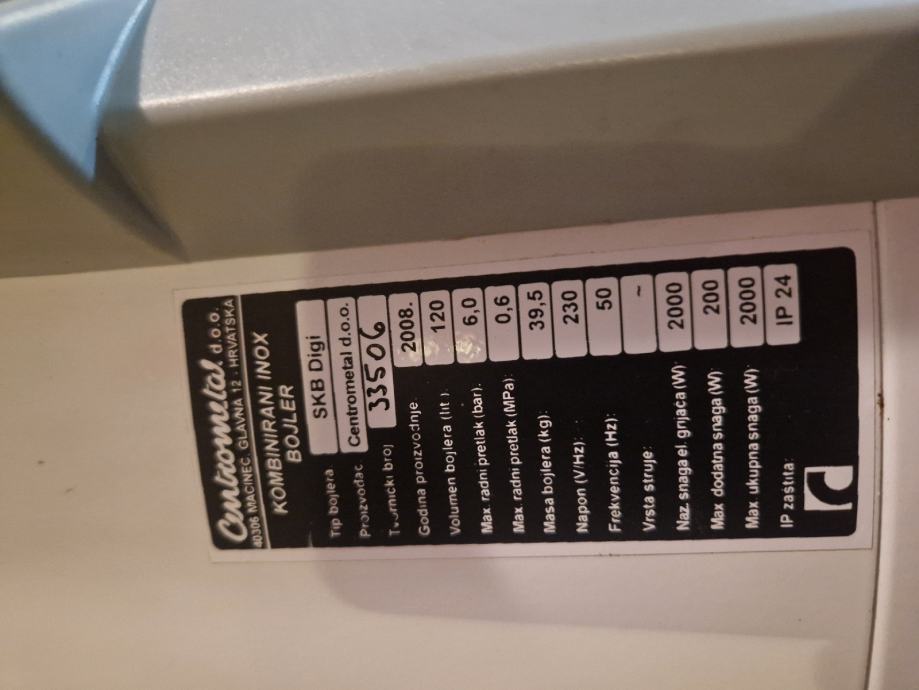 Centrometal d.o.o.
40306 MACINEC, GLAVNA 12 - HRVATSKA
KOMBINIRANI INOX
BOJLER
Tip bojlera: SKB Digi
Proizvođač: Centrometal d.o.o.
Tvornički broj 33506
Godina proizvodnje 2008.
Volumen bojlera (lit.) 120
Max. radni pretlak (bar): 6,0
Max. radni pretlak (MPa): 0,6
Masa bojlera (kg): 39,5
Napon (V/Hz): 230
Frekvencija (Hz): 50
Vrsta struje: ~
Naz. snaga el. grijača (W) 2000
Max dodatna snaga (W) 200
Max. ukupna snaga (W) 2000
IP zaštita: IP 24